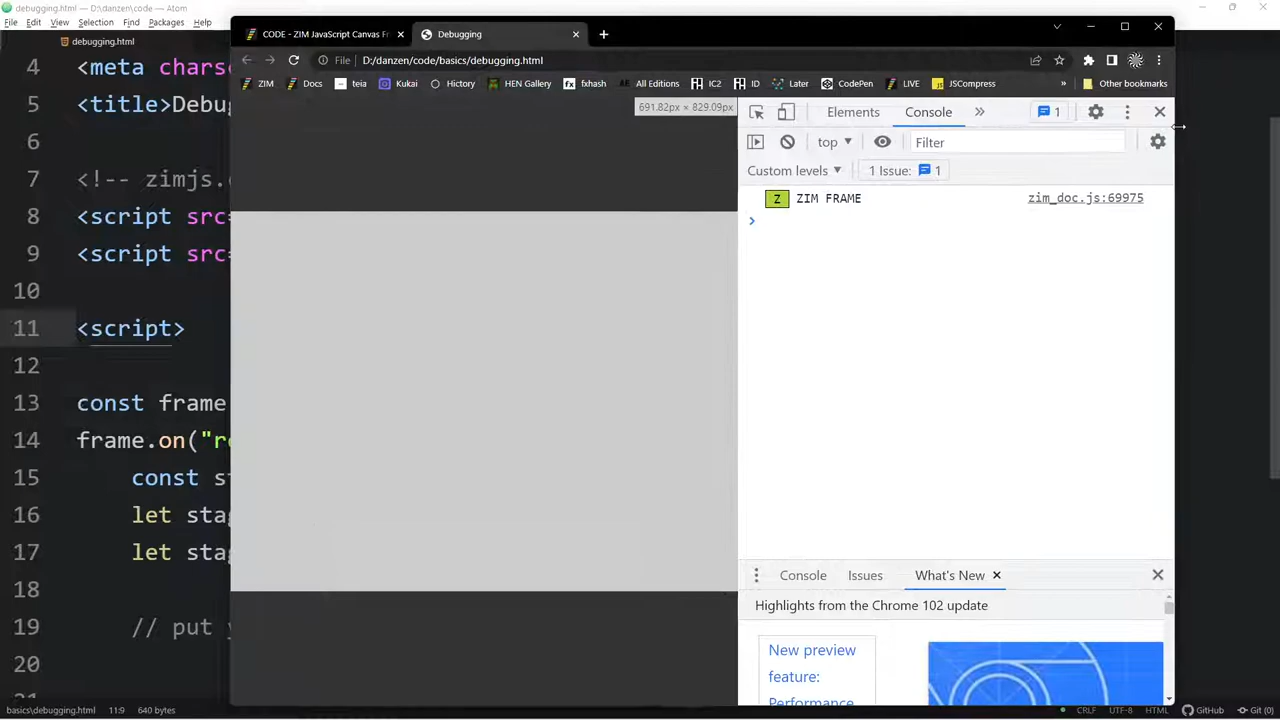 debugging.html — D:\danzen\code — Atom
File Edit View Selection Find Packages Help
debugging.html
4 <meta chars
5 <title>Debug
6
7 <!-- zimjs.
8 <script src=
9 <script src=
10
11 <script>
12
13 const frame
14 frame.on("re
15 const st
16 let stag
17 let stag
18
19 // put y
20
basics\debugging.html 11:9 640 bytes
CRLF UTF-8 HTML GitHub Git (0)
CODE - ZIM JavaScript Canvas F
Debugging
File D:/danzen/code/basics/debugging.html
ZIM Docs teia Kukai Hictory HEN Gallery fxhash All Editions IC2 ID Later CodePen LIVE JSCompress » Other bookmarks
691.82px × 829.09px
Elements Console » 1
top Filter
Custom levels 1 Issue: 1
Z ZIM FRAME zim_doc.js:69975
Console Issues What's New
Highlights from the Chrome 102 update
New preview
feature:
Performance